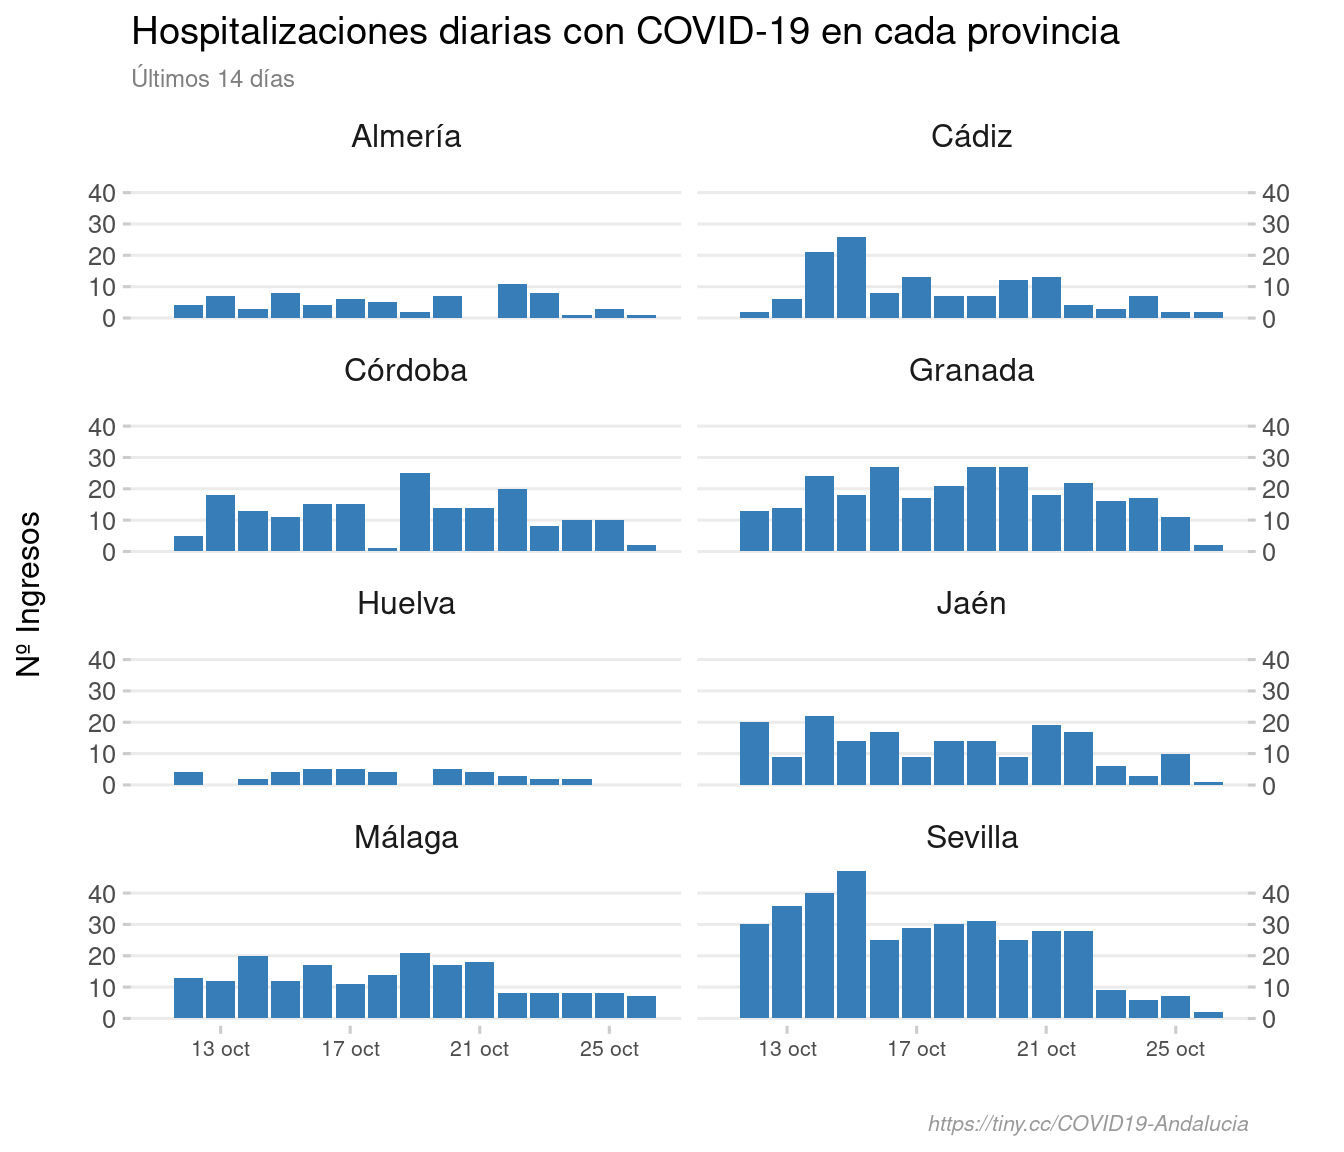 Hospitalizaciones diarias con COVID-19 en cada provincia
Últimos 14 días
Almería
Cádiz
40
30
20
10
0
40
30
20
10
0
Córdoba
Granada
40
30
20
10
0
40
30
20
10
0
Nº Ingresos
Huelva
Jaén
40
30
20
10
0
40
30
20
10
0
Málaga
Sevilla
40
30
20
10
0
40
30
20
10
0
13 oct 17 oct 21 oct 25 oct
13 oct 17 oct 21 oct 25 oct
https://tiny.cc/COVID19-Andalucia